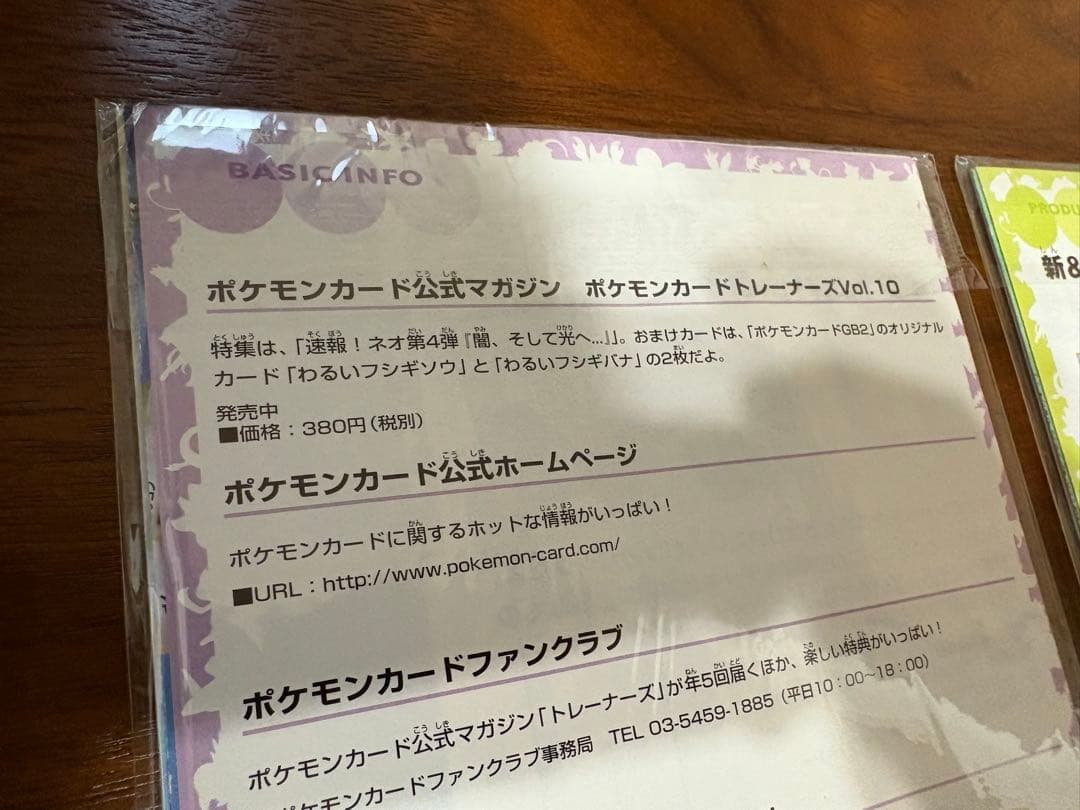 BASIC INFO
ポケモンカード公式マガジン　ポケモンカードトレーナーズVol.10
特集は、「速報！ネオ第4弾『闇、そして光へ...』」。おまけカードは、「ポケモンカードGB2」のオリジナル
カード「わるいフシギソウ」と「わるいフシギバナ」の2枚だよ。
発売中
■価格：380円（税別）
ポケモンカード公式ホームページ
ポケモンカードに関するホットな情報がいっぱい！
■URL：http://www.pokemon-card.com/
ポケモンカードファンクラブ
ポケモンカード公式マガジン「トレーナーズ」が年5回届くほか、楽しい特典がいっぱい！
ポケモンカードファンクラブ事務局　TEL 03-5459-1885（平日10：00〜18：00）
PRODU
新&